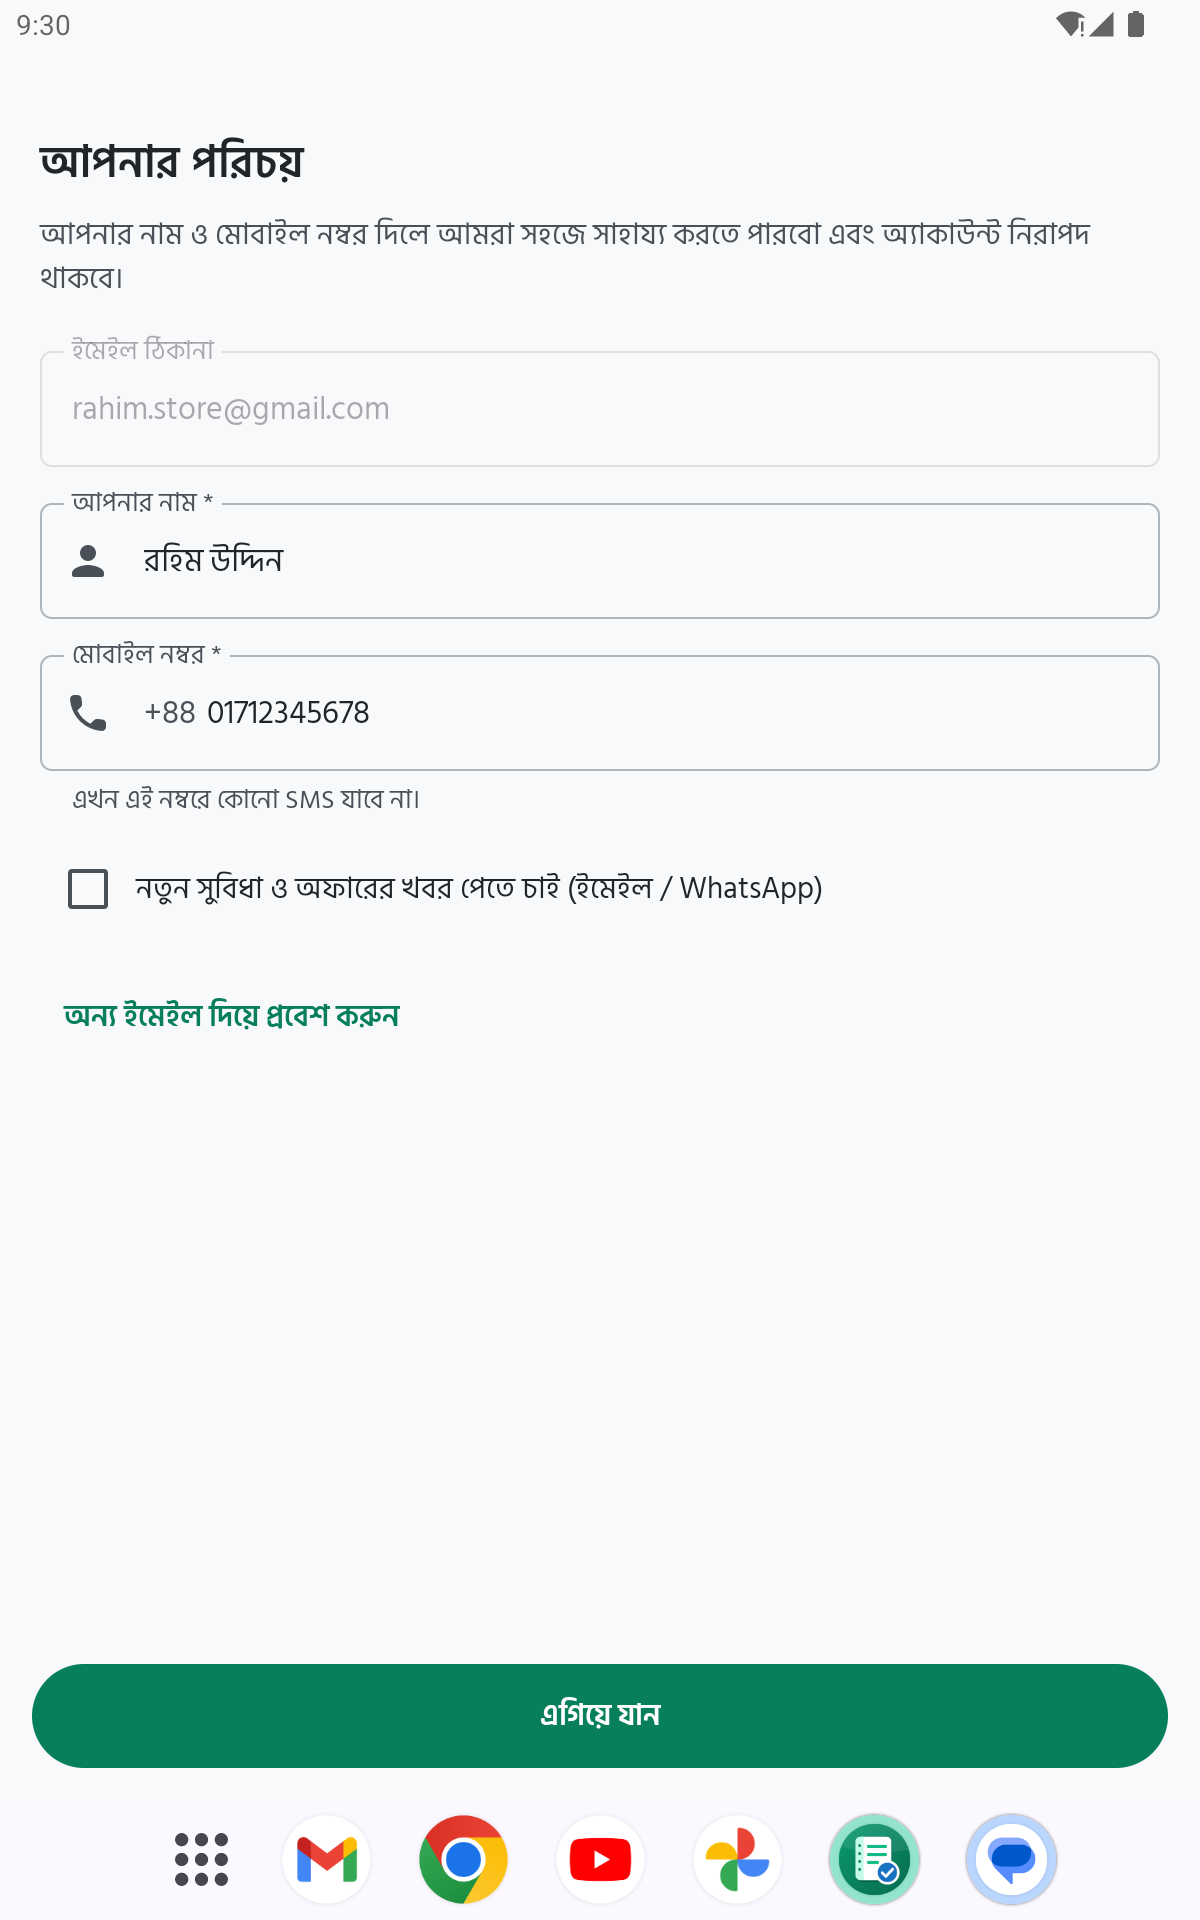 9:30
আপনার পরিচয়
আপনার নাম ও মোবাইল নম্বর দিলে আমরা সহজে সাহায্য করতে পারবো এবং অ্যাকাউন্ট নিরাপদ
থাকবে।
ইমেইল ঠিকানা
rahim.store@gmail.com
আপনার নাম *
রহিম উদ্দিন
মোবাইল নম্বর *
+88 01712345678
এখন এই নম্বরে কোনো SMS যাবে না।
নতুন সুবিধা ও অফারের খবর পেতে চাই (ইমেইল / WhatsApp)
অন্য ইমেইল দিয়ে প্রবেশ করুন
এগিয়ে যান